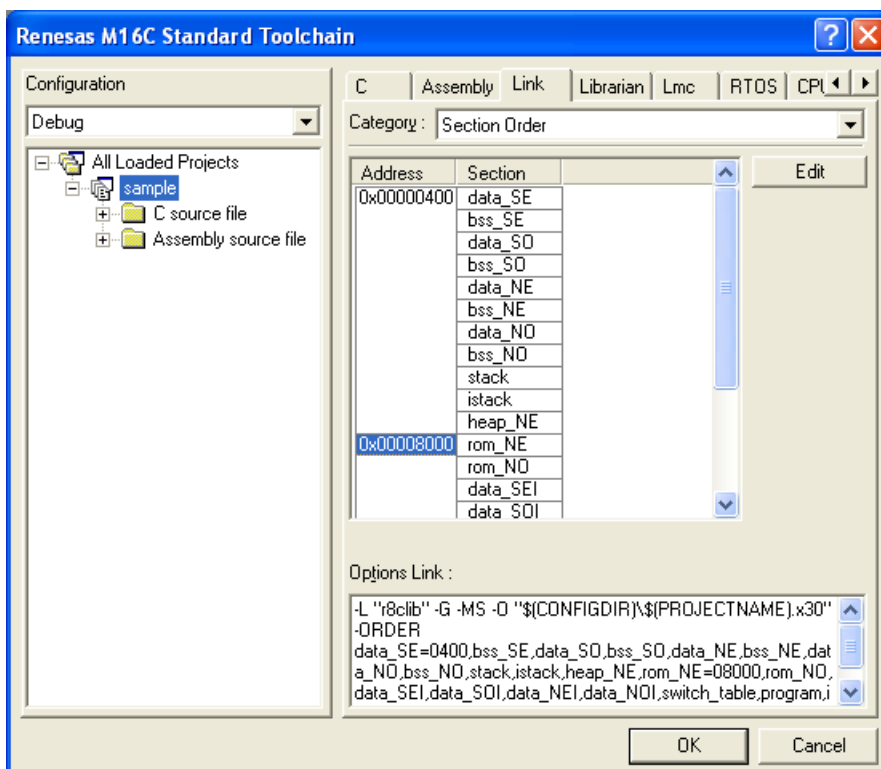 Renesas M16C Standard Toolchain
Configuration
Debug
All Loaded Projects
sample
C source file
Assembly source file
C Assembly Link Librarian Lmc RTOS
Category : Section Order
Address Section
0x00000400 data_SE
bss_SE
data_SO
bss_SO
data_NE
bss_NE
data_NO
bss_NO
stack
istack
heap_NE
0x00008000 rom_NE
rom_NO
data_SEI
data_SOI
Edit
Options Link :
-L "r8clib" -G -MS -O "$(CONFIGDIR)\$(PROJECTNAME).x30"
-ORDER
data_SE=0400,bss_SE,data_SO,bss_SO,data_NE,bss_NE,dat
a_NO,bss_NO,stack,istack,heap_NE,rom_NE=08000,rom_NO,
data_SEI,data_SOI,data_NEI,data_NOI,switch_table,program,i
OK Cancel